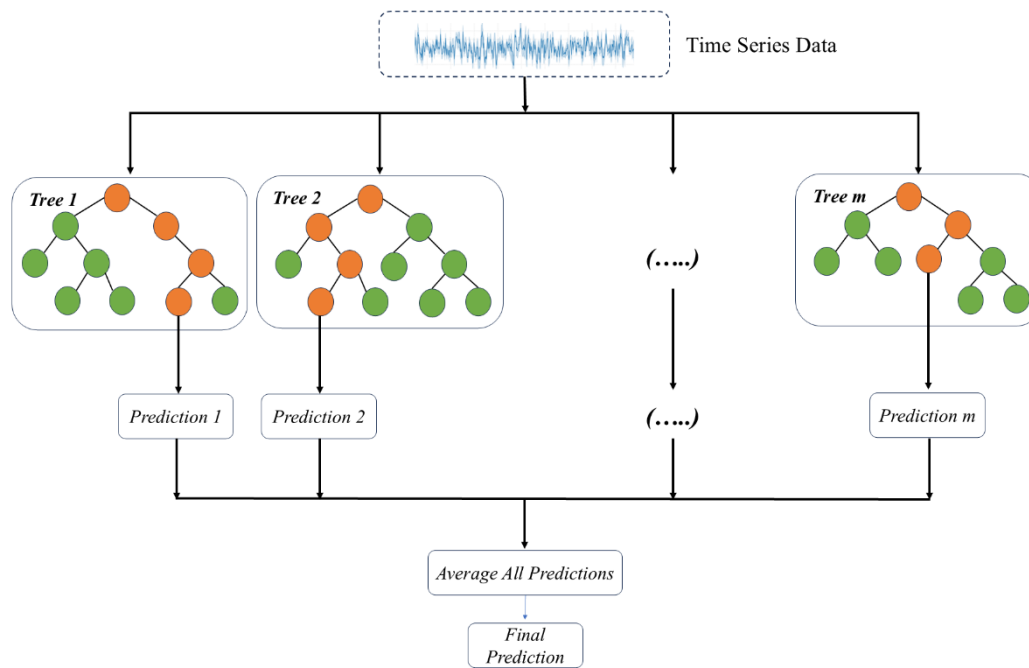 Time Series Data
Tree 1
Tree 2
Tree m
(.....)
Prediction 1
Prediction 2
(.....)
Prediction m
Average All Predictions
Final
Prediction